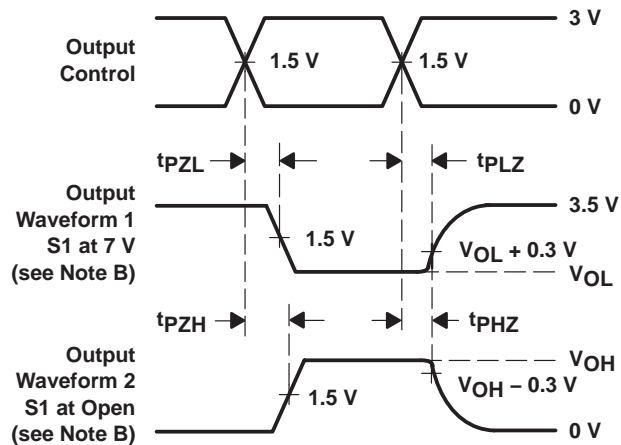 Output
Control
3 V
1.5 V
1.5 V
0 V
tPZL
tPLZ
Output
Waveform 1
S1 at 7 V
(see Note B)
3.5 V
1.5 V
VOL + 0.3 V
VOL
tPZH
tPHZ
Output
Waveform 2
S1 at Open
(see Note B)
VOH
VOH − 0.3 V
1.5 V
0 V